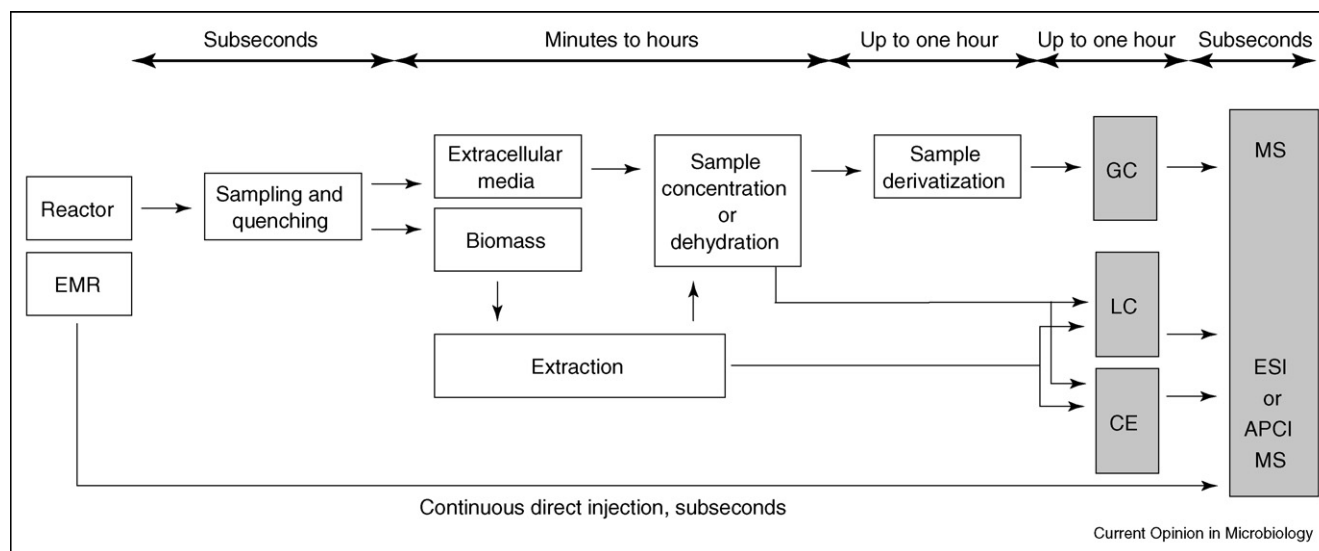 Subseconds
Minutes to hours
Up to one hour
Up to one hour
Subseconds
Reactor
EMR
Sampling and
quenching
Extracellular
media
Biomass
Extraction
Sample
concentration
or
dehydration
Sample
derivatization
GC
LC
CE
MS
ESI
or
APCI
MS
Continuous direct injection, subseconds
Current Opinion in Microbiology